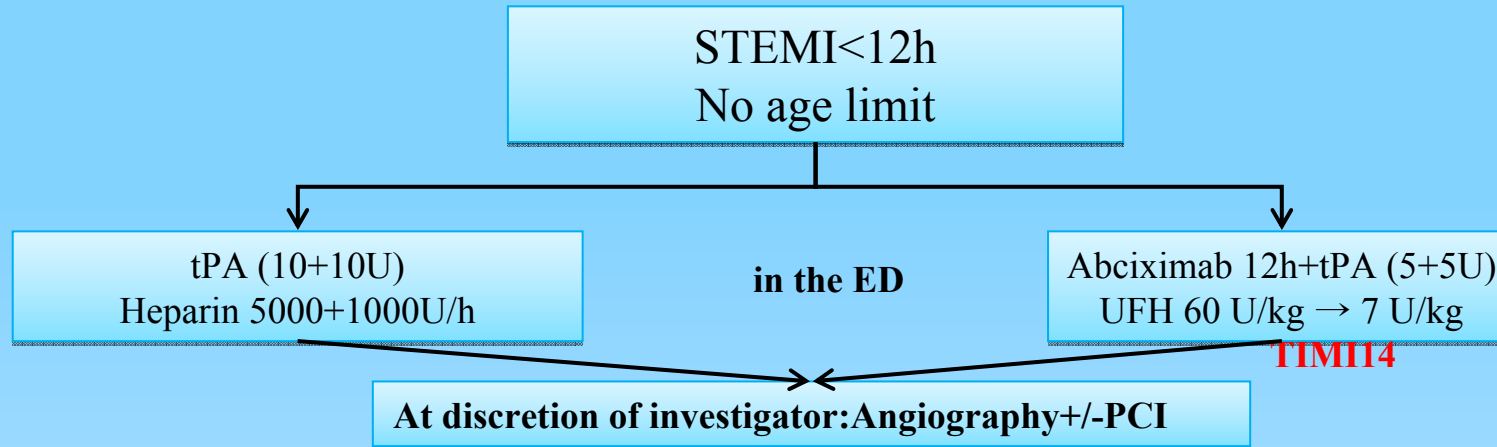 STEMI<12h
No age limit
tPA (10+10U)
Heparin 5000+1000U/h
in the ED
Abciximab 12h+tPA (5+5U)
UFH 60 U/kg → 7 U/kg
TIMI14
At discretion of investigator:Angiography+/-PCI